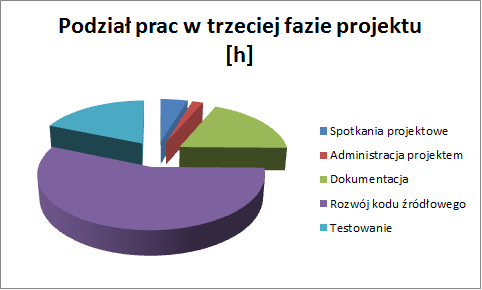 Podział prac w trzeciej fazie projektu
[h]
Spotkania projektowe
Administracja projektem
Dokumentacja
Rozwój kodu źródłowego
Testowanie